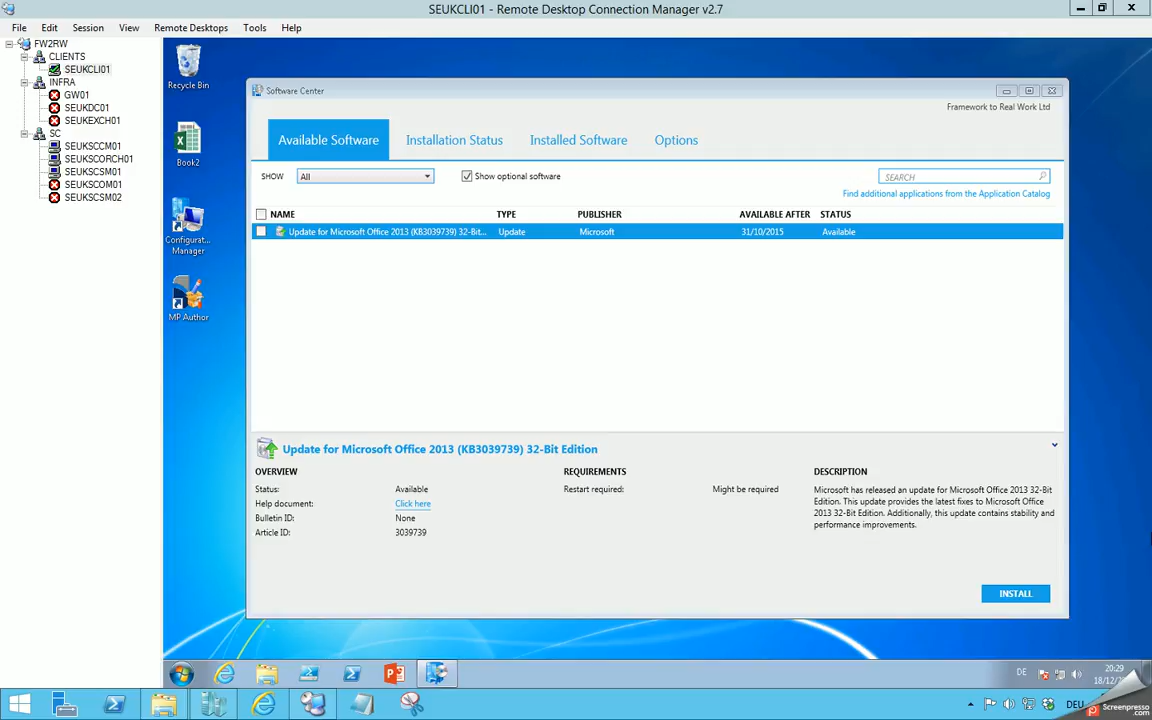 SEUKCLI01 - Remote Desktop Connection Manager v2.7
File Edit Session View Remote Desktops Tools Help
FW2RW
CLIENTS
SEUKCLI01
INFRA
GW01
SEUKDC01
SEUKEXCH01
SC
SEUKSCCM01
SEUKSCORCH01
SEUKSCSM01
SEUKSCOM01
SEUKSCSM02
Recycle Bin
Book2
Configurat...
Manager
MP Author
Software Center
Framework to Real Work Ltd
Available Software Installation Status Installed Software Options
SHOW All Show optional software SEARCH
Find additional applications from the Application Catalog
NAME TYPE PUBLISHER AVAILABLE AFTER STATUS
Update for Microsoft Office 2013 (KB3039739) 32-Bit... Update Microsoft 31/10/2015 Available
Update for Microsoft Office 2013 (KB3039739) 32-Bit Edition
OVERVIEW
Status: Available
Help document: Click here
Bulletin ID: None
Article ID: 3039739
REQUIREMENTS
Restart required: Might be required
DESCRIPTION
Microsoft has released an update for Microsoft Office 2013 32-Bit
Edition. This update provides the latest fixes to Microsoft Office
2013 32-Bit Edition. Additionally, this update contains stability and
performance improvements.
INSTALL
DE
20:29
18/12/
DEU
Screenpresso
.com